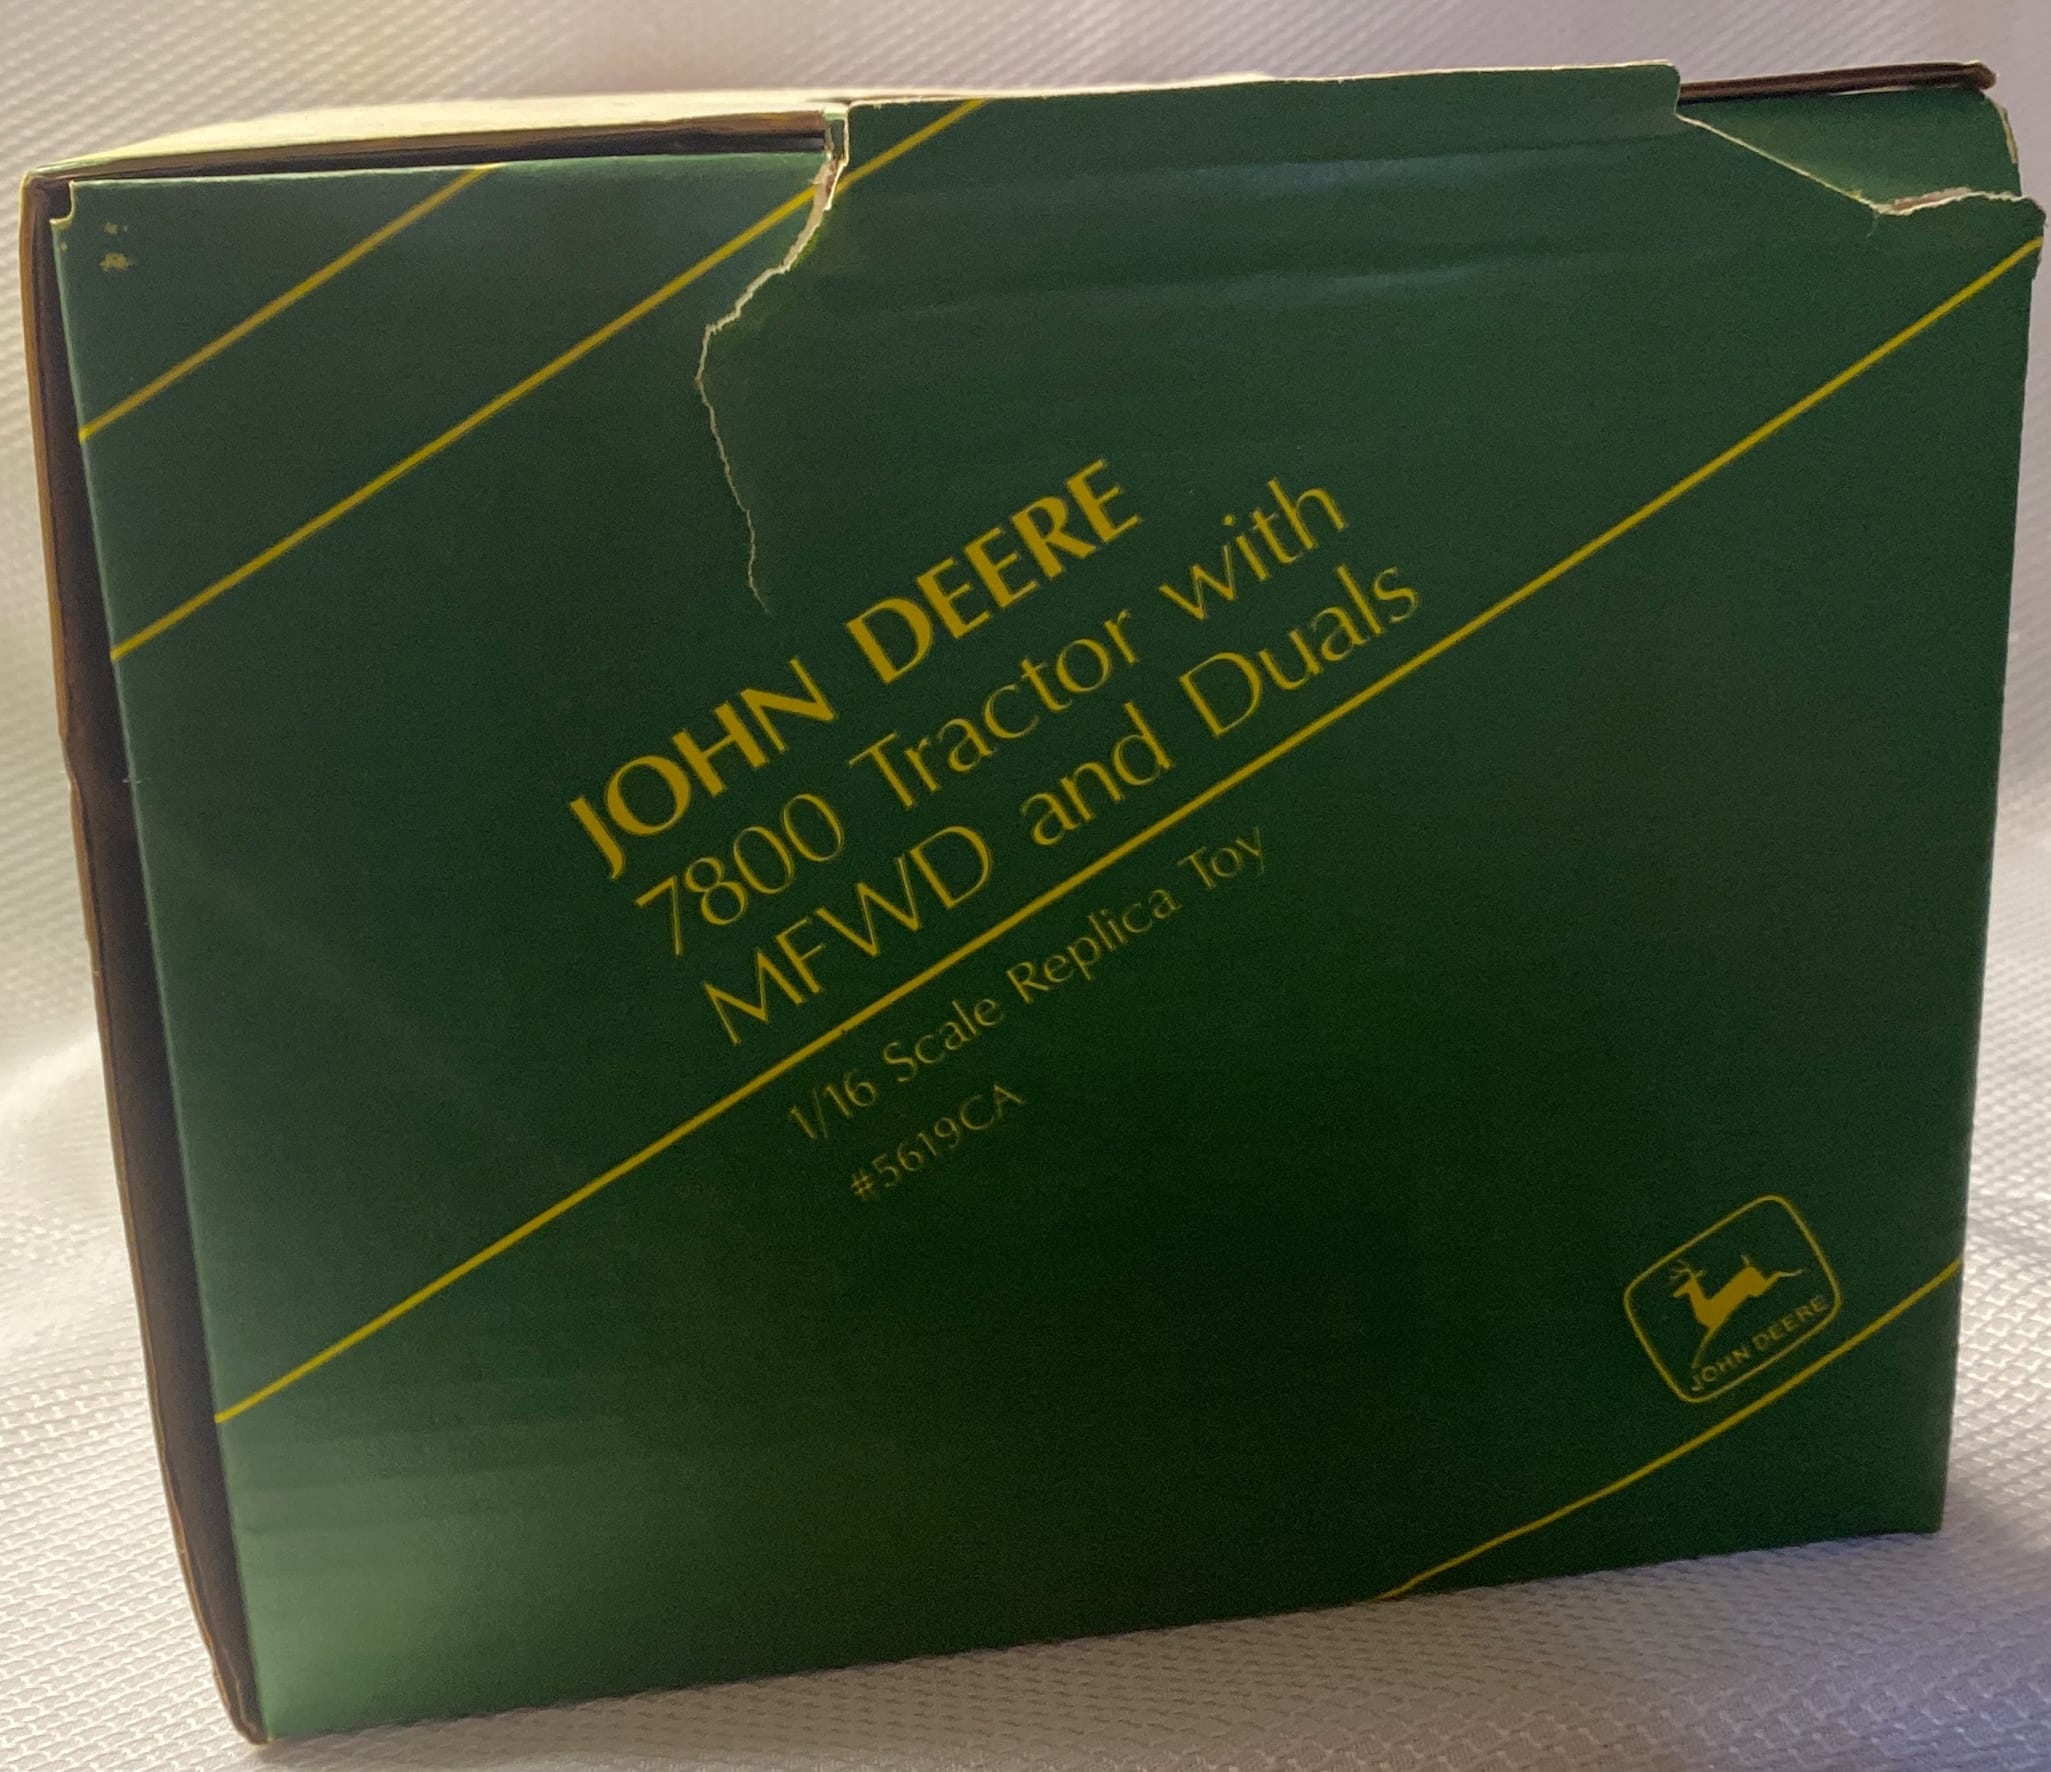 JOHN DEERE
7800 Tractor with
MFWD and Duals
1/16 Scale Replica Toy
#5619CA
JOHN DEERE